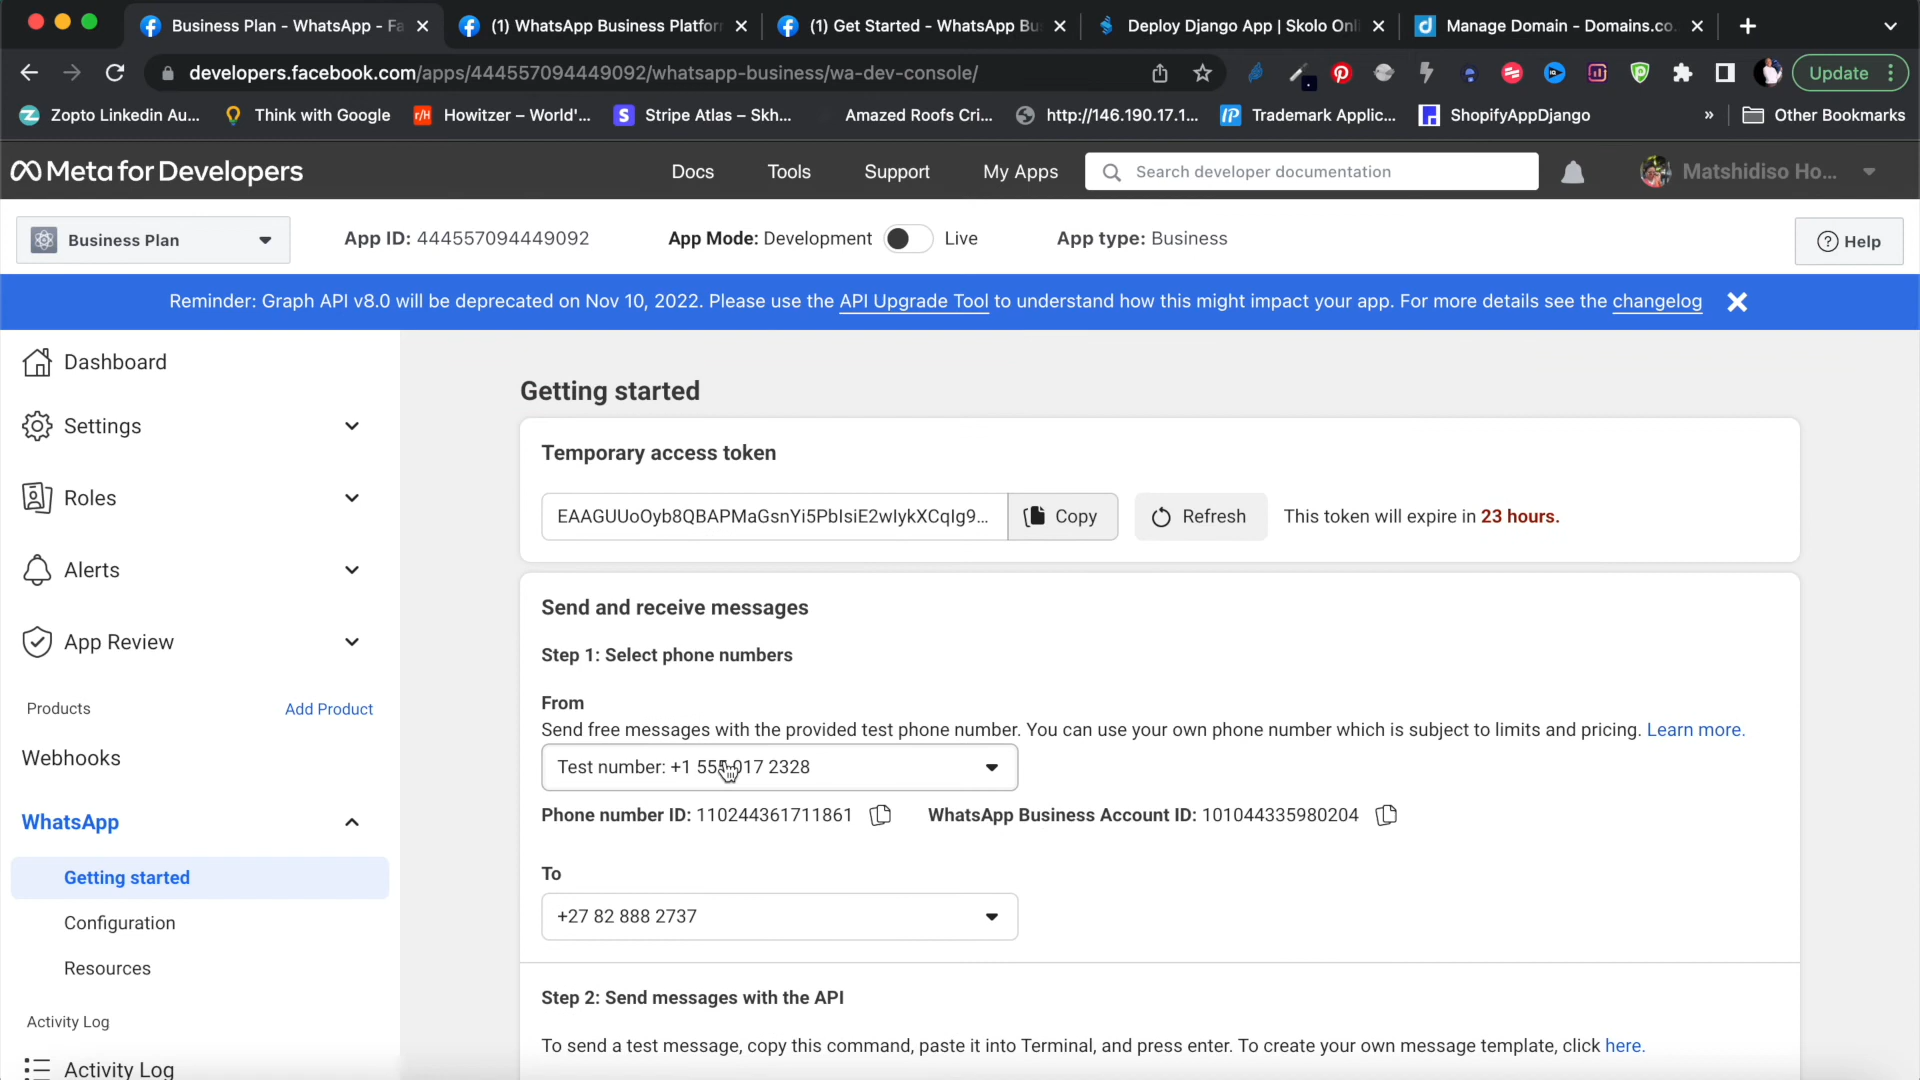 Business Plan - WhatsApp - Fa
(1) WhatsApp Business Platfor
(1) Get Started - WhatsApp Bu
Deploy Django App | Skolo Onli
Manage Domain - Domains.co.
developers.facebook.com/apps/444557094449092/whatsapp-business/wa-dev-console/
Update
Zopto Linkedin Au...
Think with Google
r/H
Howitzer – World'...
S
Stripe Atlas – Skh...
Amazed Roofs Cri...
http://146.190.17.1...
Trademark Applic...
ShopifyAppDjango
»
Other Bookmarks
Meta for Developers
Docs
Tools
Support
My Apps
Search developer documentation
Matshidiso Ho...
Business Plan
App ID: 444557094449092
App Mode: Development
Live
App type: Business
Help
Reminder: Graph API v8.0 will be deprecated on Nov 10, 2022. Please use the API Upgrade Tool to understand how this might impact your app. For more details see the changelog
Dashboard
Settings
Roles
Alerts
App Review
Products
Add Product
Webhooks
WhatsApp
Getting started
Configuration
Resources
Activity Log
Activity Log
Getting started
Temporary access token
Copy
Refresh
This token will expire in 23 hours.
Send and receive messages
Step 1: Select phone numbers
From
Send free messages with the provided test phone number. You can use your own phone number which is subject to limits and pricing. Learn more.
Test number: +1 555 017 2328
Phone number ID: 110244361711861
WhatsApp Business Account ID: 101044335980204
To
+27 82 888 2737
Step 2: Send messages with the API
To send a test message, copy this command, paste it into Terminal, and press enter. To create your own message template, click here.